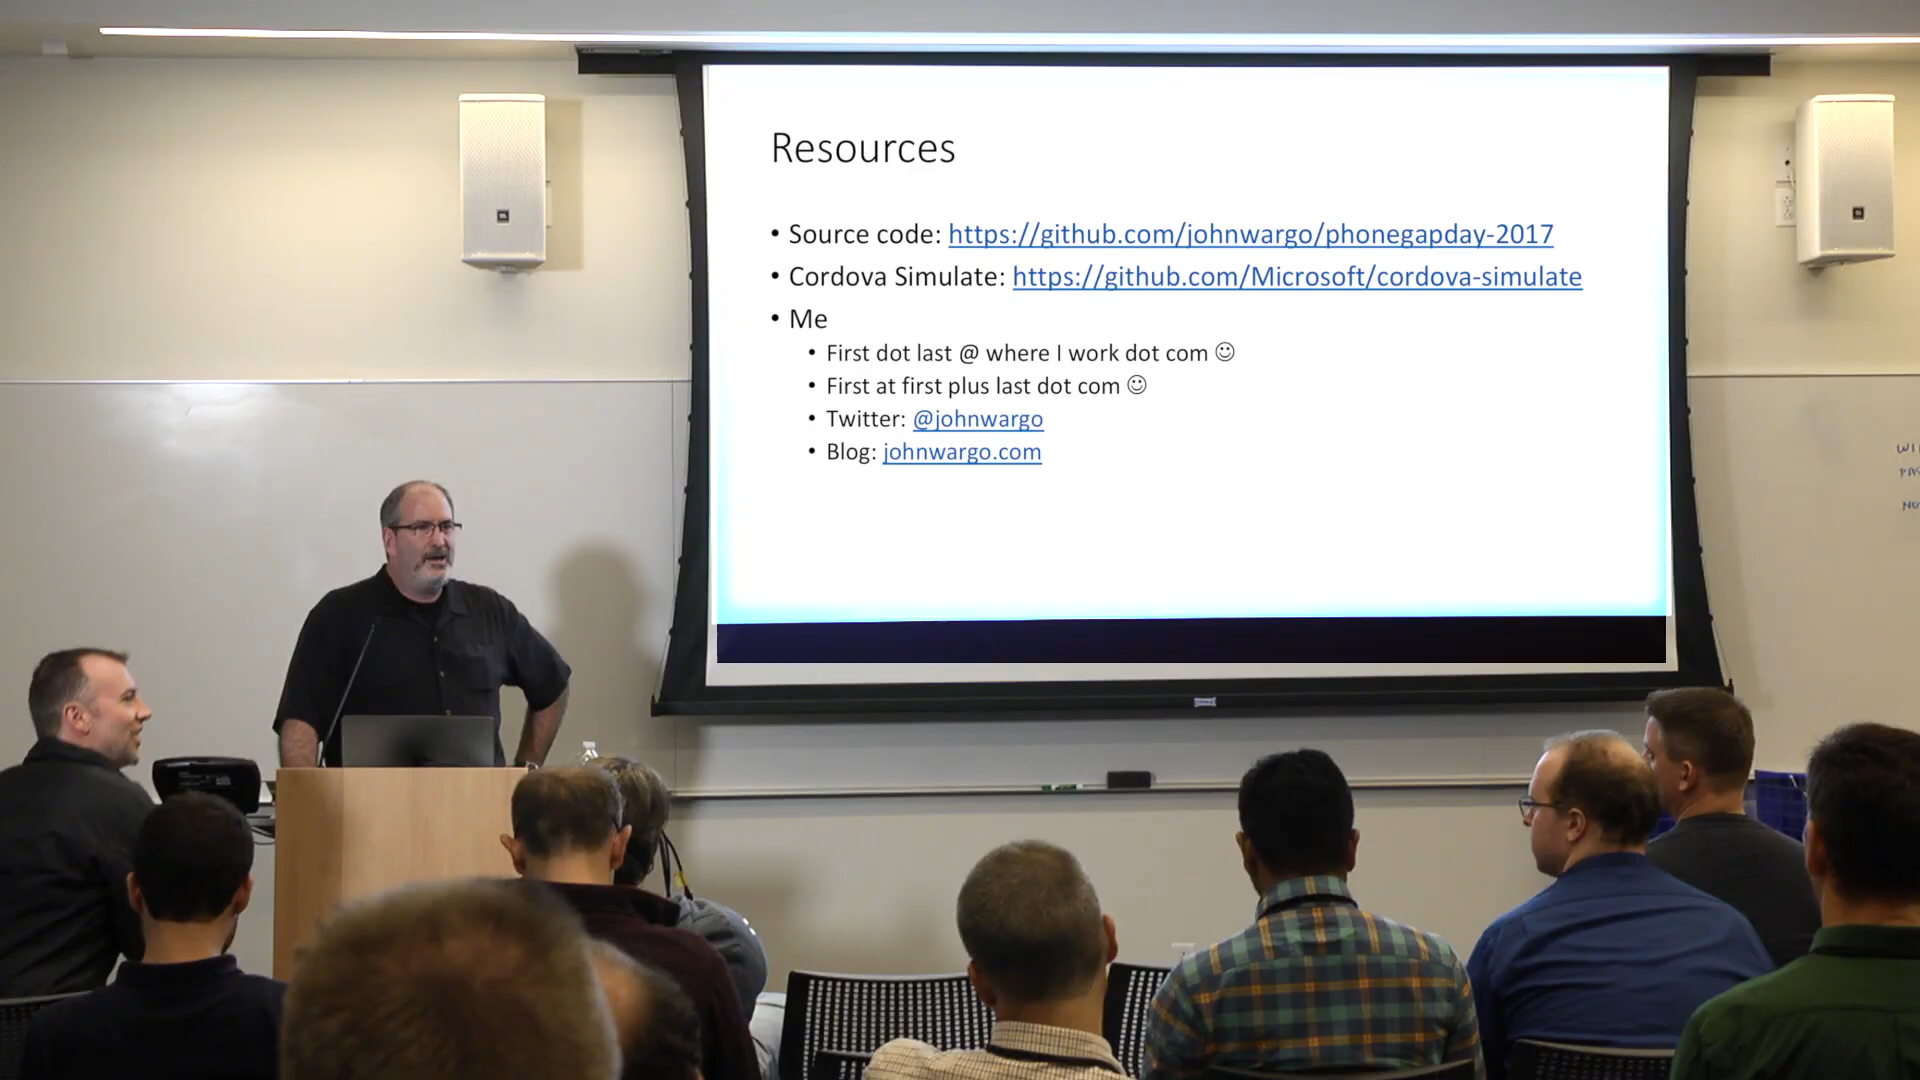 Resources
• Source code: https://github.com/johnwargo/phonegapday-2017
• Cordova Simulate: https://github.com/Microsoft/cordova-simulate
• Me
• First dot last @ where I work dot com ☺
• First at first plus last dot com ☺
• Twitter: @johnwargo
• Blog: johnwargo.com